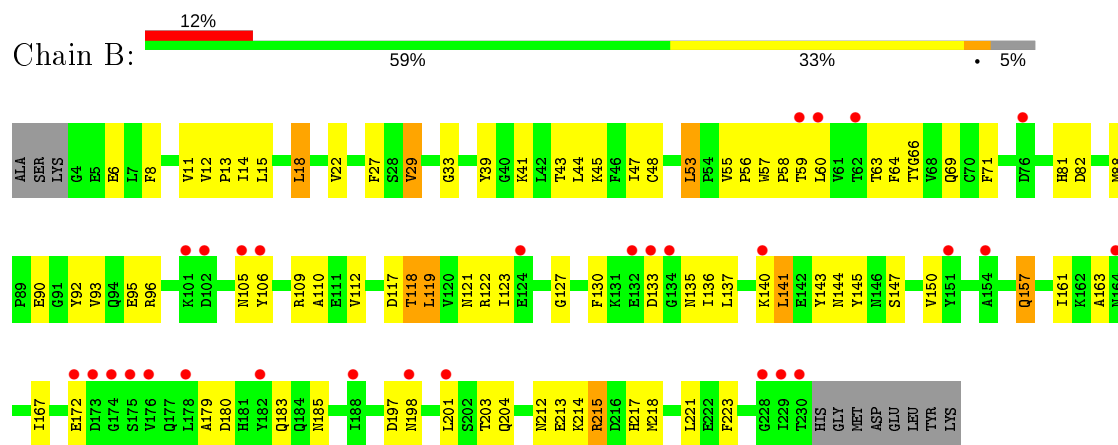 12%
Chain B:
59% 33% • 5%
ALA SER LYS G4 E5 E6 L7 F8 V11 V12 P13 I14 L15 L18 V22 F27 S28 V29 G33 Y39 G40 K41 L42 T43 L44 K45 F46 I47 C48 L53 P54 V55 P56 W57 P58 T59 L60 V61 T62 T63 F64 TYG66 V68 Q69 C70 F71 D76 H81 D82 M88
P89 E90 G91 Y92 V93 Q94 E95 R96 K101 D102 N105 Y106 R109 A110 E111 V112 D117 T118 L119 V120 N121 R122 I123 E124 G127 F130 K131 E132 D133 G134 N135 I136 L137 K140 L141 E142 Y143 N144 Y145 N146 S147 V150 Y151 A154 Q157 I161 K162 A163 N164
I167 E172 D173 G174 S175 V176 Q177 L178 A179 D180 H181 Y182 Q183 Q184 N185 I188 D197 N198 L201 S202 T203 Q204 N212 E213 K214 R215 D216 H217 M218 L221 E222 F223 G228 I229 T230 HIS GLY MET ASP GLU LEU TYR LYS